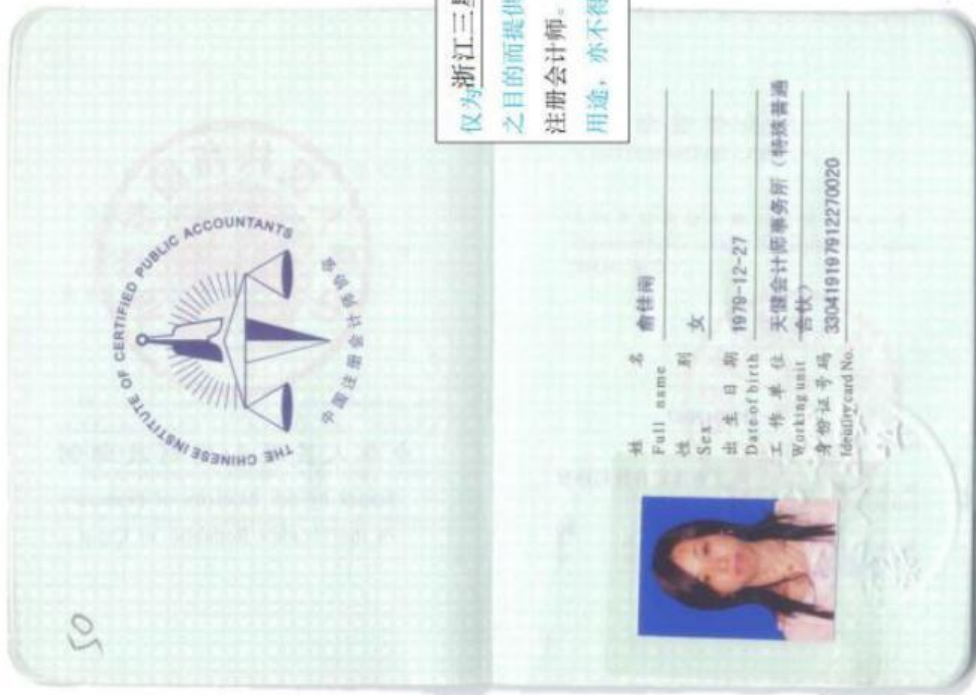 50
THE CHINESE INSTITUTE OF CERTIFIED PUBLIC ACCOUNTANTS
中国注册会计师协会
姓 名 俞佳南
Full name
性 别 女
Sex
出 生 日 期 1979-12-27
Date of birth
工 作 单 位 天健会计师事务所（特殊普通
Working unit 合伙）
身 份 证 号 码 330419197912270020
Identity card No.
仅为浙江三星
之目的而提供
注册会计师。
用途，亦不得